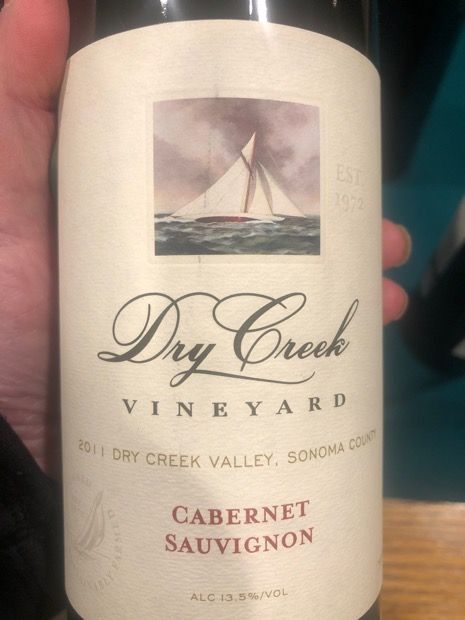 EST.
1972
Dry Creek
VINEYARD
2011 DRY CREEK VALLEY, SONOMA COUNTY
CABERNET
SAUVIGNON
ALC 13.5%/VOL